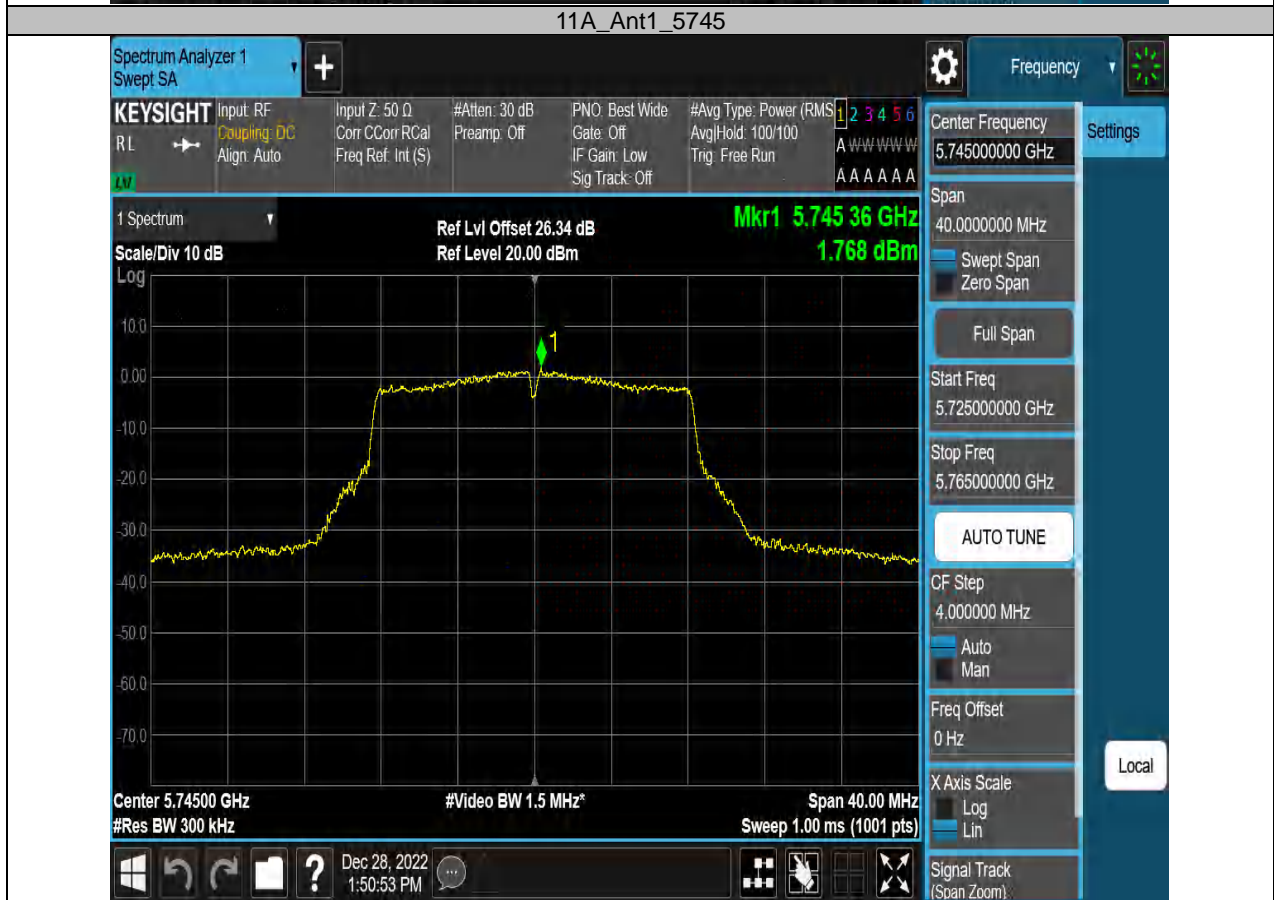 11A_Ant1_5745
Spectrum Analyzer 1
Swept SA
+
Frequency
KEYSIGHT
RL
LNI
Input: RF
Coupling: DC
Align: Auto
Input Z: 50 Ω
Corr CCorr RCal
Freq Ref: Int (S)
#Atten: 30 dB
Preamp: Off
PNO: Best Wide
Gate: Off
IF Gain: Low
Sig Track: Off
#Avg Type: Power (RMS
Avg|Hold: 100/100
Trig: Free Run
1 2 3 4 5 6
A W W W W W
A A A A A A
1 Spectrum
Scale/Div 10 dB
Ref Lvl Offset 26.34 dB
Ref Level 20.00 dBm
Mkr1 5.745 36 GHz
1.768 dBm
Log
10.0
0.00
-10.0
-20.0
-30.0
-40.0
-50.0
-60.0
-70.0
1
Center 5.74500 GHz
#Res BW 300 kHz
#Video BW 1.5 MHz*
Span 40.00 MHz
Sweep 1.00 ms (1001 pts)
Center Frequency
5.745000000 GHz
Settings
Span
40.0000000 MHz
Swept Span
Zero Span
Full Span
Start Freq
5.725000000 GHz
Stop Freq
5.765000000 GHz
AUTO TUNE
CF Step
4.000000 MHz
Auto
Man
Freq Offset
0 Hz
X Axis Scale
Log
Lin
Local
Signal Track
(Span Zoom)
?
Dec 28, 2022
1:50:53 PM